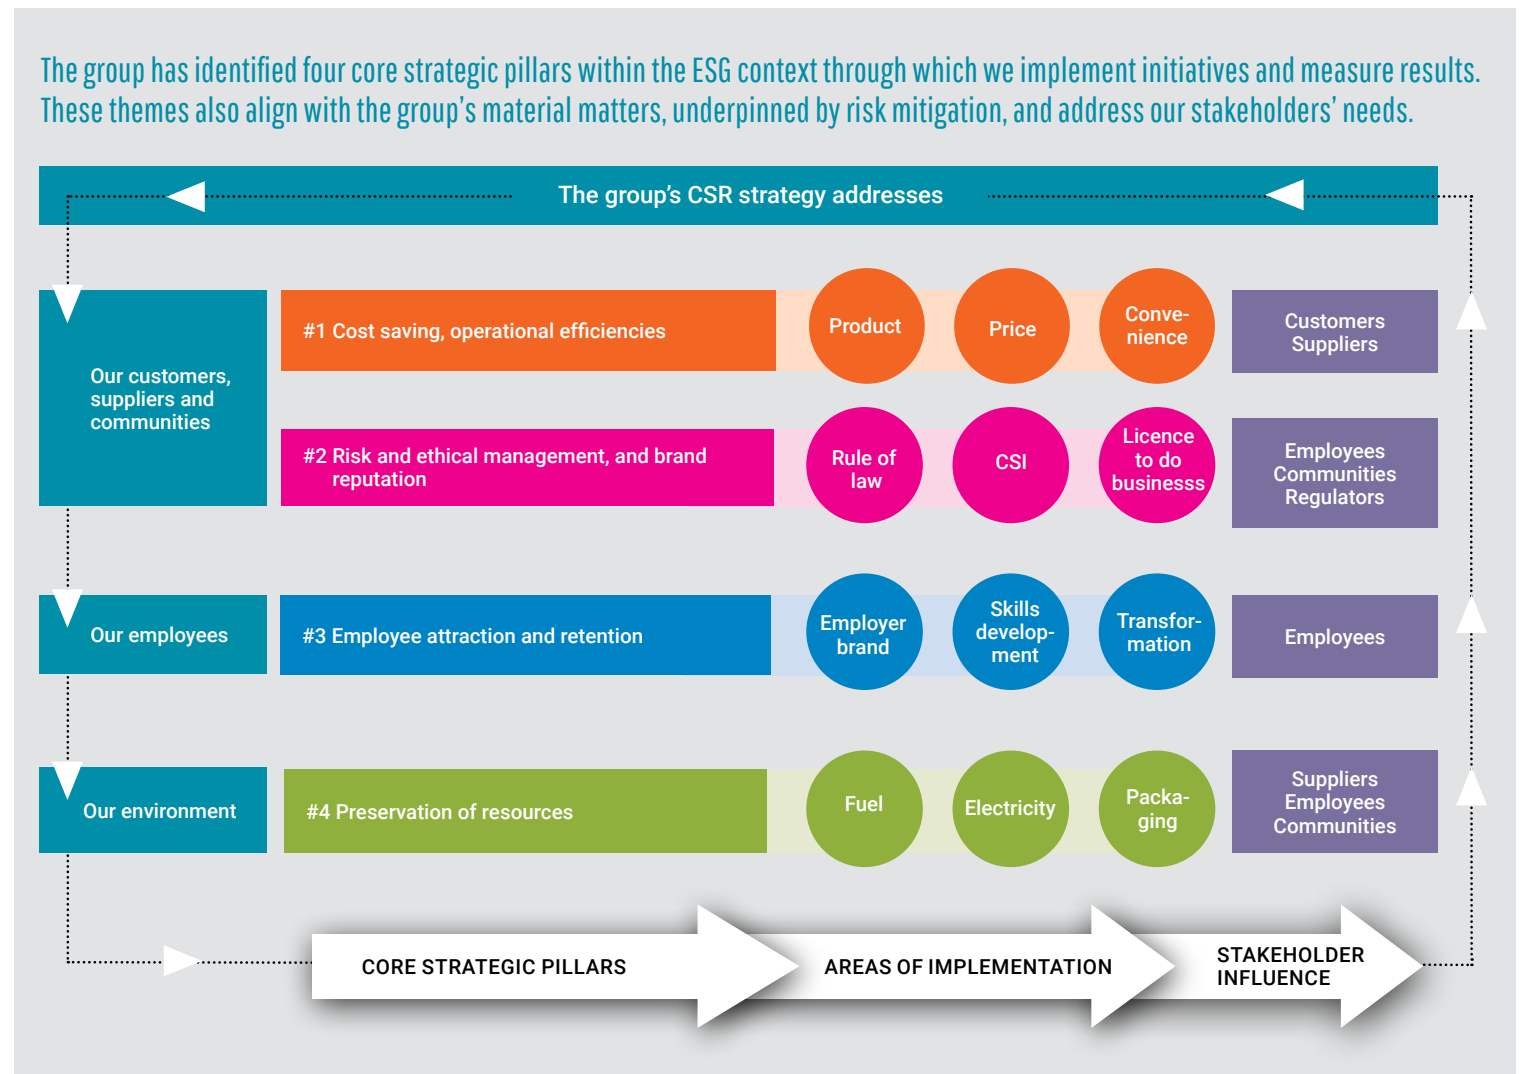 The group has identified four core strategic pillars within the ESG context through which we implement initiatives and measure results.
These themes also align with the group's material matters, underpinned by risk mitigation, and address our stakeholders' needs.
The group's CSR strategy addresses
Our customers,
suppliers and
communities
#1 Cost saving, operational efficiencies
Product
Price
Conve-
nience
Customers
Suppliers
#2 Risk and ethical management, and brand
reputation
Rule of
law
CSI
Licence
to do
businesss
Employees
Communities
Regulators
Our employees
#3 Employee attraction and retention
Employer
brand
Skills
develop-
ment
Transfor-
mation
Employees
Our environment
#4 Preservation of resources
Fuel
Electricity
Packa-
ging
Suppliers
Employees
Communities
CORE STRATEGIC PILLARS
AREAS OF IMPLEMENTATION
STAKEHOLDER
INFLUENCE